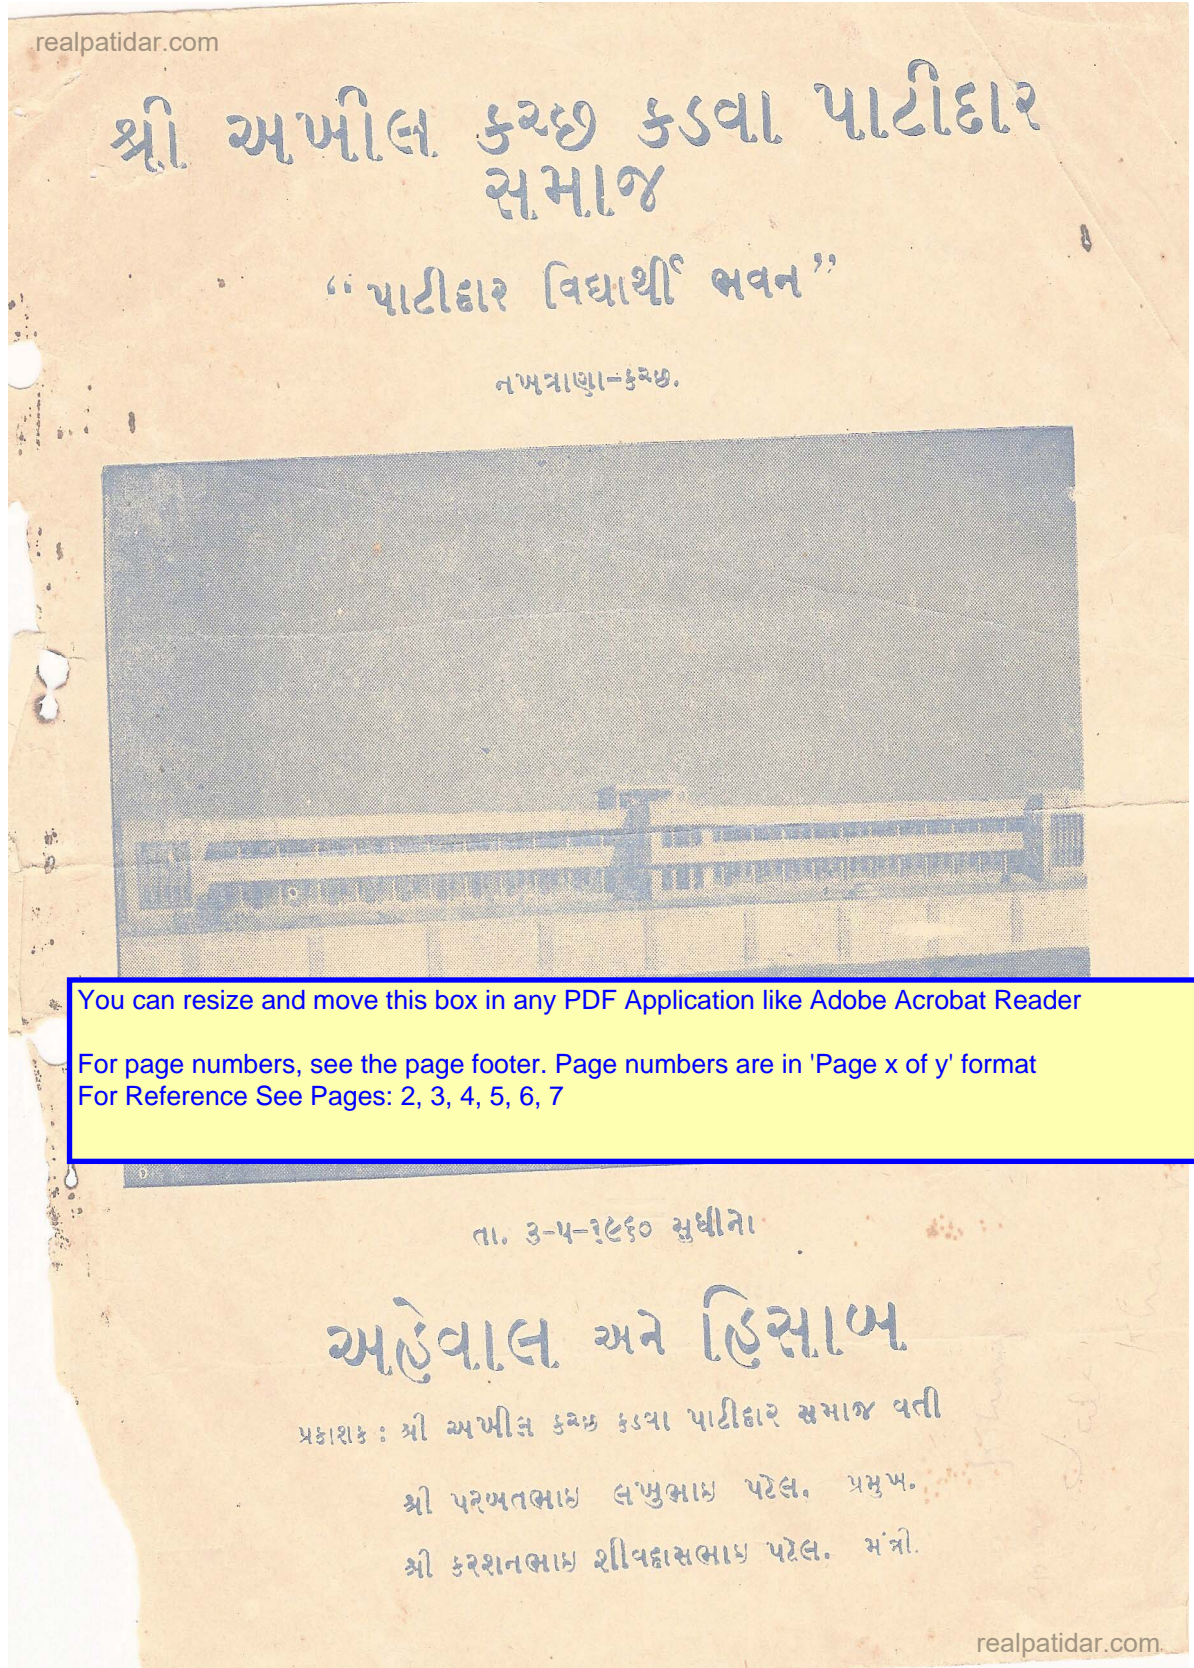 realpatidar.com
શ્રી અખીલ કચ્છ કડવા પાટીદાર
સમાજ
“પાટીદાર વિદ્યાર્થી ભવન”
નખત્રાણા-કચ્છ.
You can resize and move this box in any PDF Application like Adobe Acrobat Reader
For page numbers, see the page footer. Page numbers are in 'Page x of y' format
For Reference See Pages: 2, 3, 4, 5, 6, 7
તા. ૩-૫-૧૯૬૦ સુધીનો
અહેવાલ અને હિસાબ
પ્રકાશક : શ્રી અખીલ કચ્છ કડવા પાટીદાર સમાજ વતી
શ્રી પરબતભાઇ લખુભાઇ પટેલ. પ્રમુખ.
શ્રી કરશનભાઇ શીવદાસભાઇ પટેલ. મંત્રી.
realpatidar.com